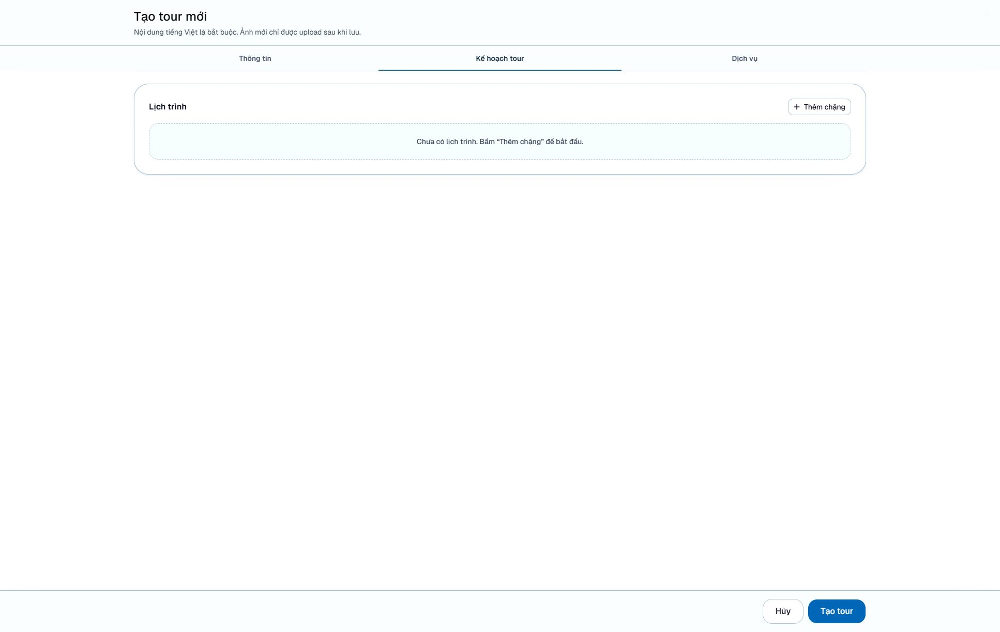 Tạo tour mới
Nội dung tiếng Việt là bắt buộc. Ảnh mới chỉ được upload sau khi lưu.
Thông tin
Kế hoạch tour
Dịch vụ
Lịch trình
Thêm chặng
Chưa có lịch trình. Bấm “Thêm chặng” để bắt đầu.
Hủy
Tạo tour